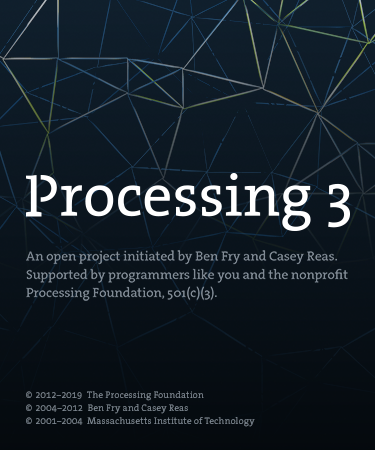 Processing 3
An open project initiated by Ben Fry and Casey Reas.
Supported by programmers like you and the nonprofit
Processing Foundation, 501(c)(3).
© 2012–2019 The Processing Foundation
© 2004–2012 Ben Fry and Casey Reas
© 2001–2004 Massachusetts Institute of Technology